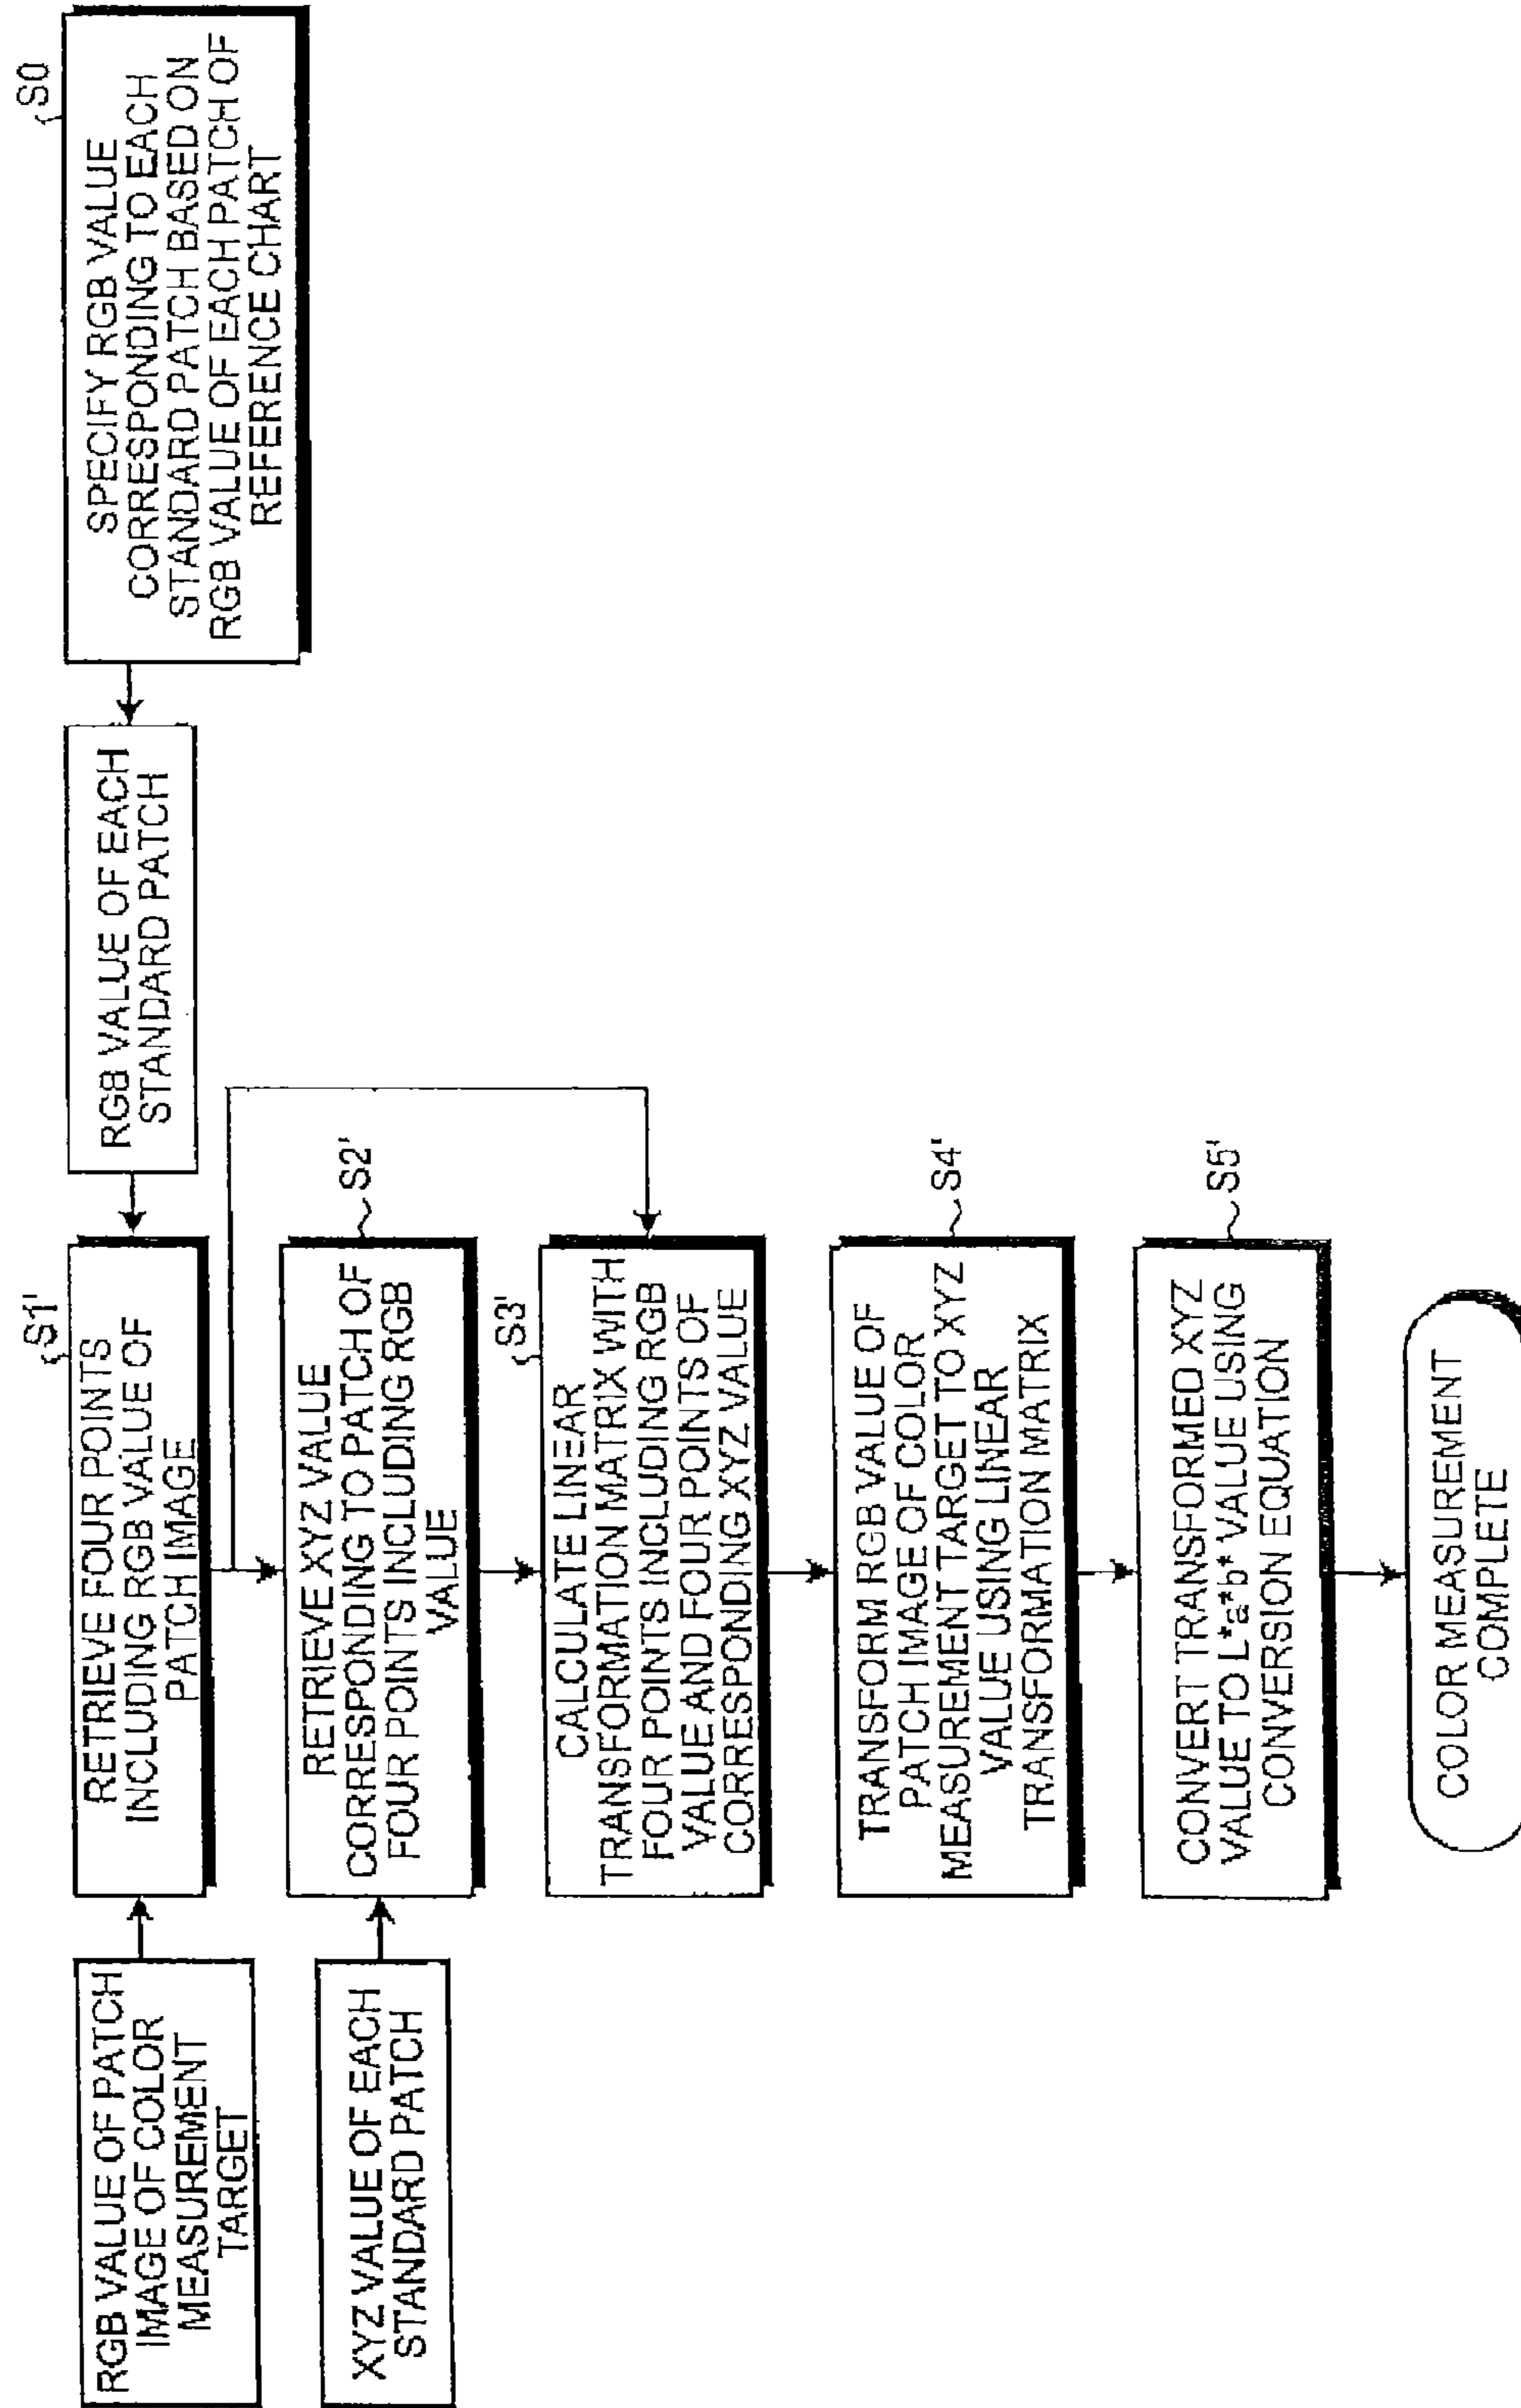 RGB VALUE OF PATCH
IMAGE OF COLOR
MEASUREMENT
TARGET
S1'
RETRIEVE FOUR POINTS
INCLUDING RGB VALUE OF
PATCH IMAGE
RGB VALUE OF EACH
STANDARD PATCH
S0
SPECIFY RGB VALUE
CORRESPONDING TO EACH
STANDARD PATCH BASED ON
RGB VALUE OF EACH PATCH OF
REFERENCE CHART
XYZ VALUE OF EACH
STANDARD PATCH
S2'
RETRIEVE XYZ VALUE
CORRESPONDING TO PATCH OF
FOUR POINTS INCLUDING RGB
VALUE
S3'
CALCULATE LINEAR
TRANSFORMATION MATRIX WITH
FOUR POINTS INCLUDING RGB
VALUE AND FOUR POINTS OF
CORRESPONDING XYZ VALUE
S4'
TRANSFORM RGB VALUE OF
PATCH IMAGE OF COLOR
MEASUREMENT TARGET TO XYZ
VALUE USING LINEAR
TRANSFORMATION MATRIX
S5'
CONVERT TRANSFORMED XYZ
VALUE TO L*a*b* VALUE USING
CONVERSION EQUATION
COLOR MEASUREMENT
COMPLETE